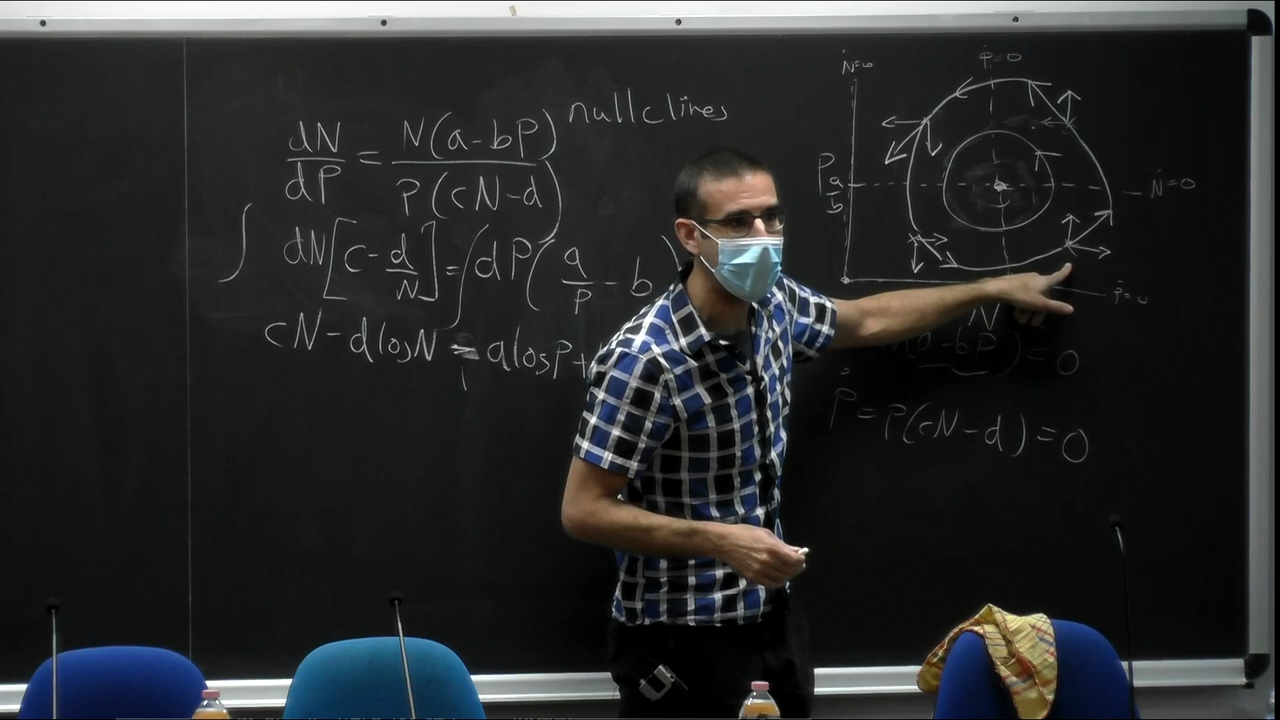 nullclines
dN/dP = N(a-bP)/P(cN-d)
∫ dN[c - d/N] = ∫ dP(a/P - b)
cN - dlogN = alogP +
Ṅ=0
Ṗ=0
P
a/b
Ṅ=0
Ṗ=0
N
(a-bP)=0
Ṗ = P(cN-d)=0